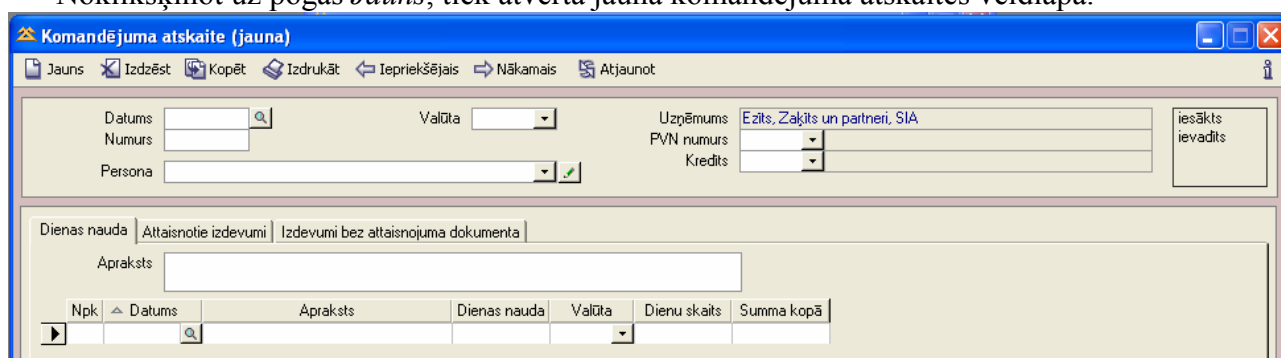 Noklikšķinot uz pogas Jauns, tiek atvērta jauna komandējuma atskaites veidlapa.
Komandējuma atskaite (jauna)
Jauns Izdzēst Kopēt Izdrukāt Iepriekšējais Nākamais Atjaunot
Datums Valūta Uzņēmums Ezīts, Zaķīts un partneri, SIA iesākts
Numurs PVN numurs ievadīts
Kredīts
Persona
Dienas nauda Attaisnotie izdevumi Izdevumi bez attaisnojuma dokumenta
Apraksts
Npk Datums Apraksts Dienas nauda Valūta Dienu skaits Summa kopā